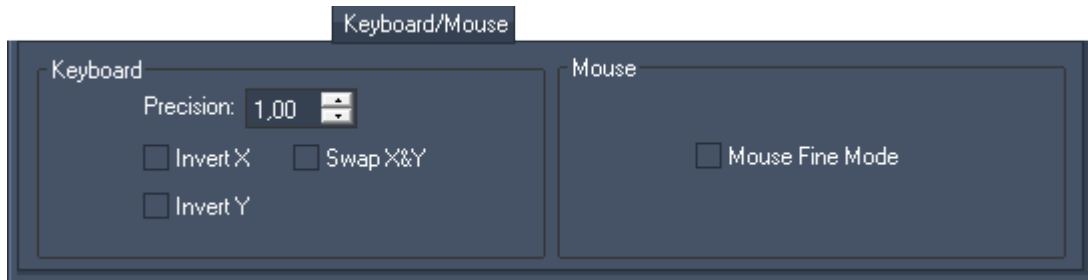 Keyboard/Mouse
Keyboard
Precision: 1,00
Invert X Swap X&Y
Invert Y
Mouse
Mouse Fine Mode